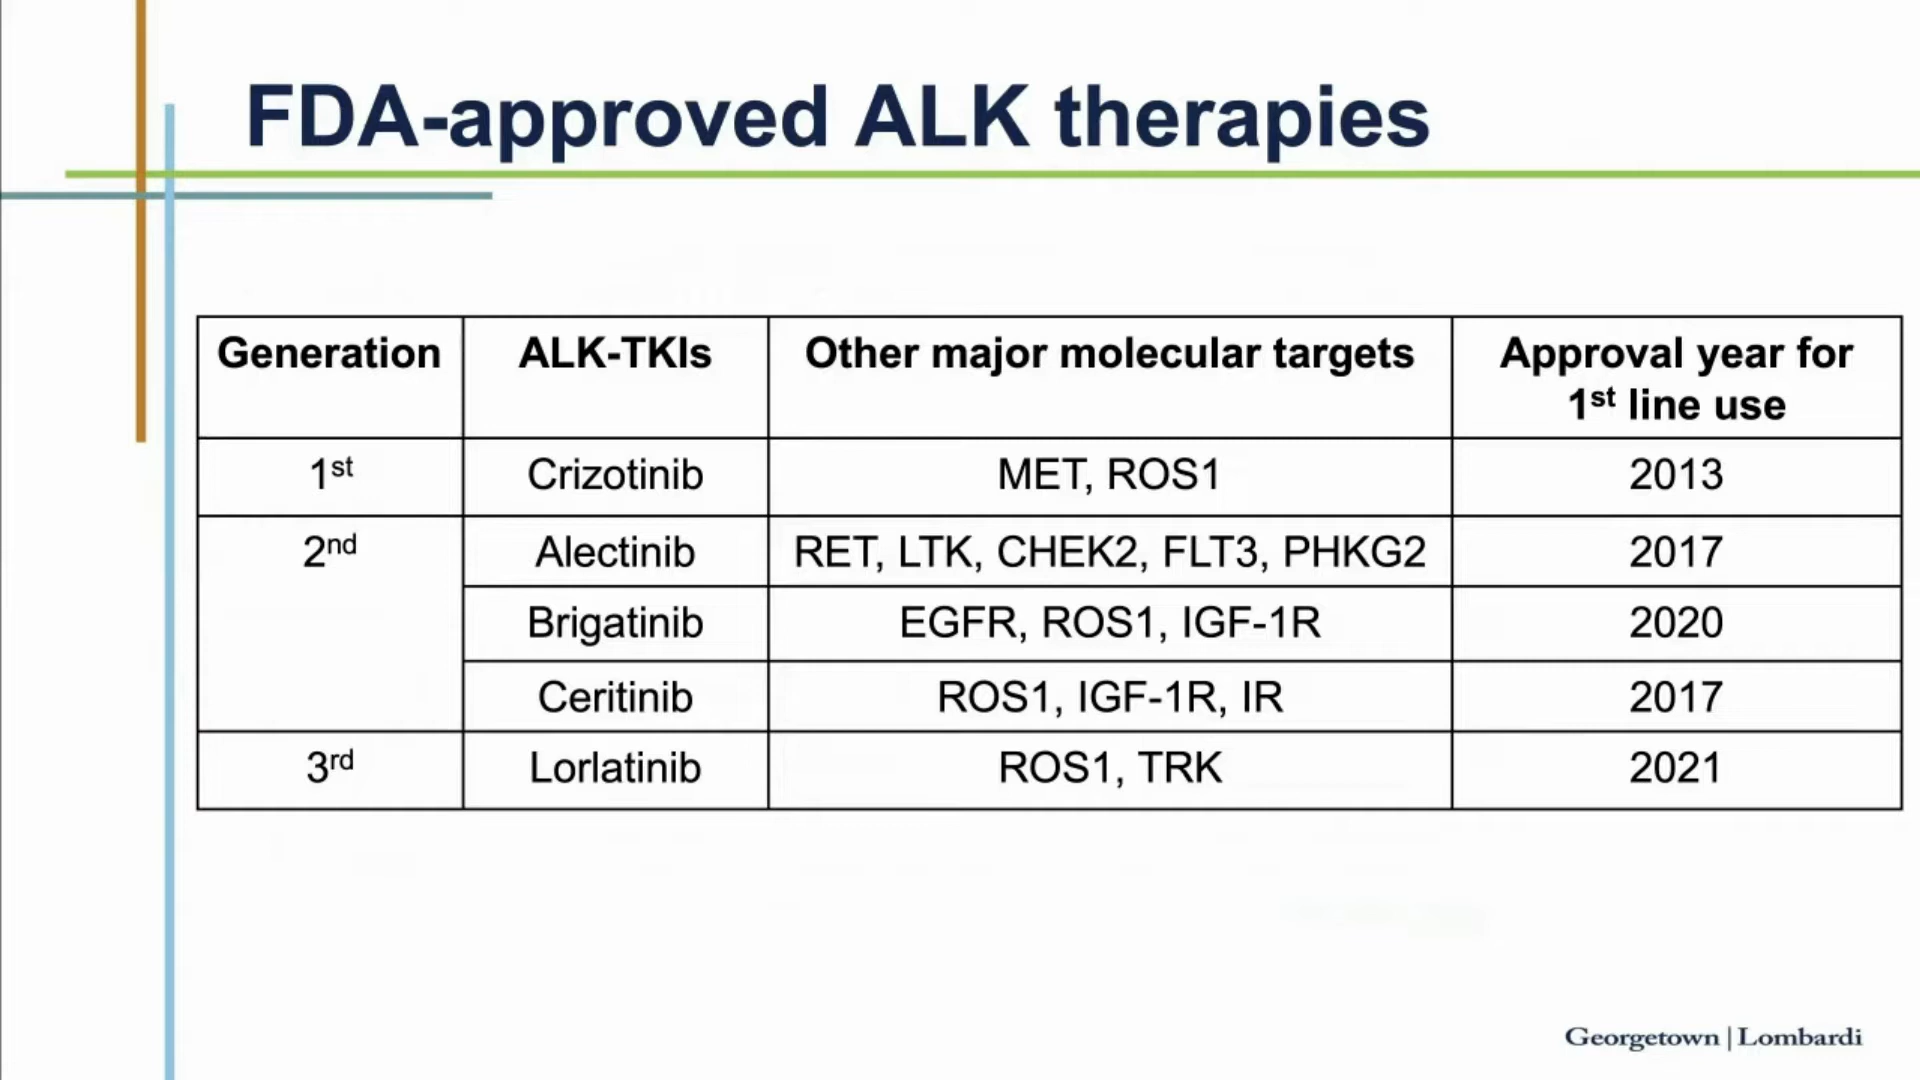 FDA-approved ALK therapies
Generation ALK-TKIs Other major molecular targets Approval year for
1st line use
1st Crizotinib MET, ROS1 2013
2nd Alectinib RET, LTK, CHEK2, FLT3, PHKG2 2017
Brigatinib EGFR, ROS1, IGF-1R 2020
Ceritinib ROS1, IGF-1R, IR 2017
3rd Lorlatinib ROS1, TRK 2021
Georgetown | Lombardi